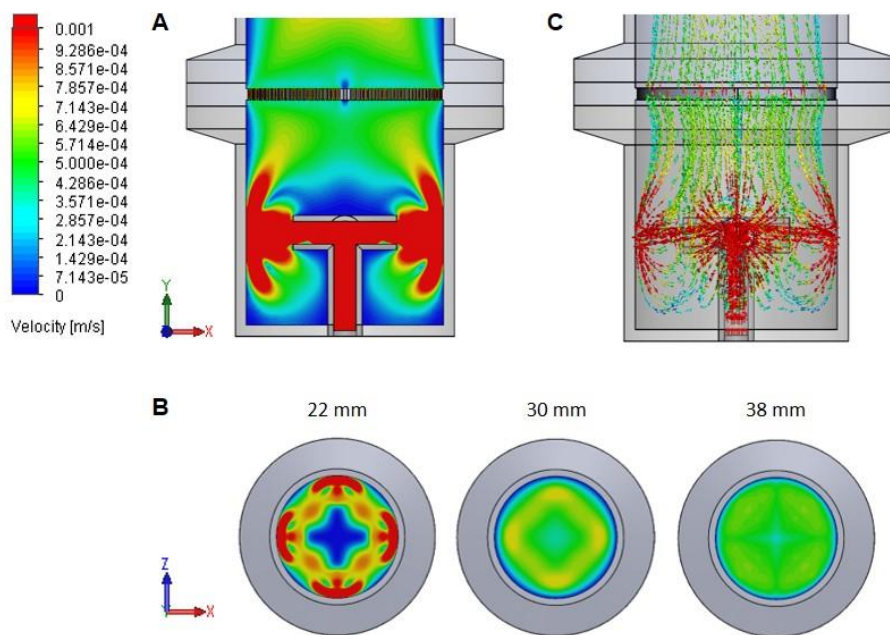 A
C
0.001
9.286e-04
8.571e-04
7.857e-04
7.143e-04
6.429e-04
5.714e-04
5.000e-04
4.286e-04
3.571e-04
2.857e-04
2.143e-04
1.429e-04
7.143e-05
0
Velocity [m/s]
Y
X
B
22 mm
30 mm
38 mm
Z
Y
X